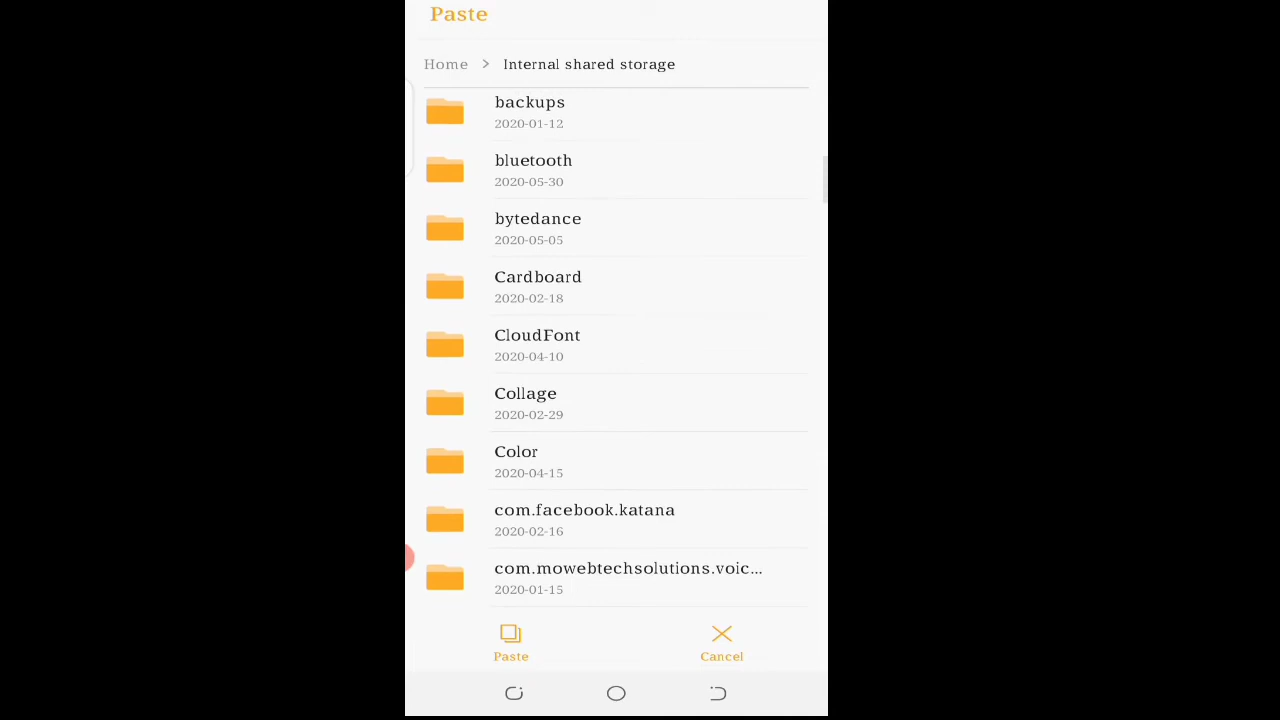 Paste
Home > Internal shared storage
backups
2020-01-12
bluetooth
2020-05-30
bytedance
2020-05-05
Cardboard
2020-02-18
CloudFont
2020-04-10
Collage
2020-02-29
Color
2020-04-15
com.facebook.katana
2020-02-16
com.mowebtechsolutions.voic...
2020-01-15
Paste Cancel